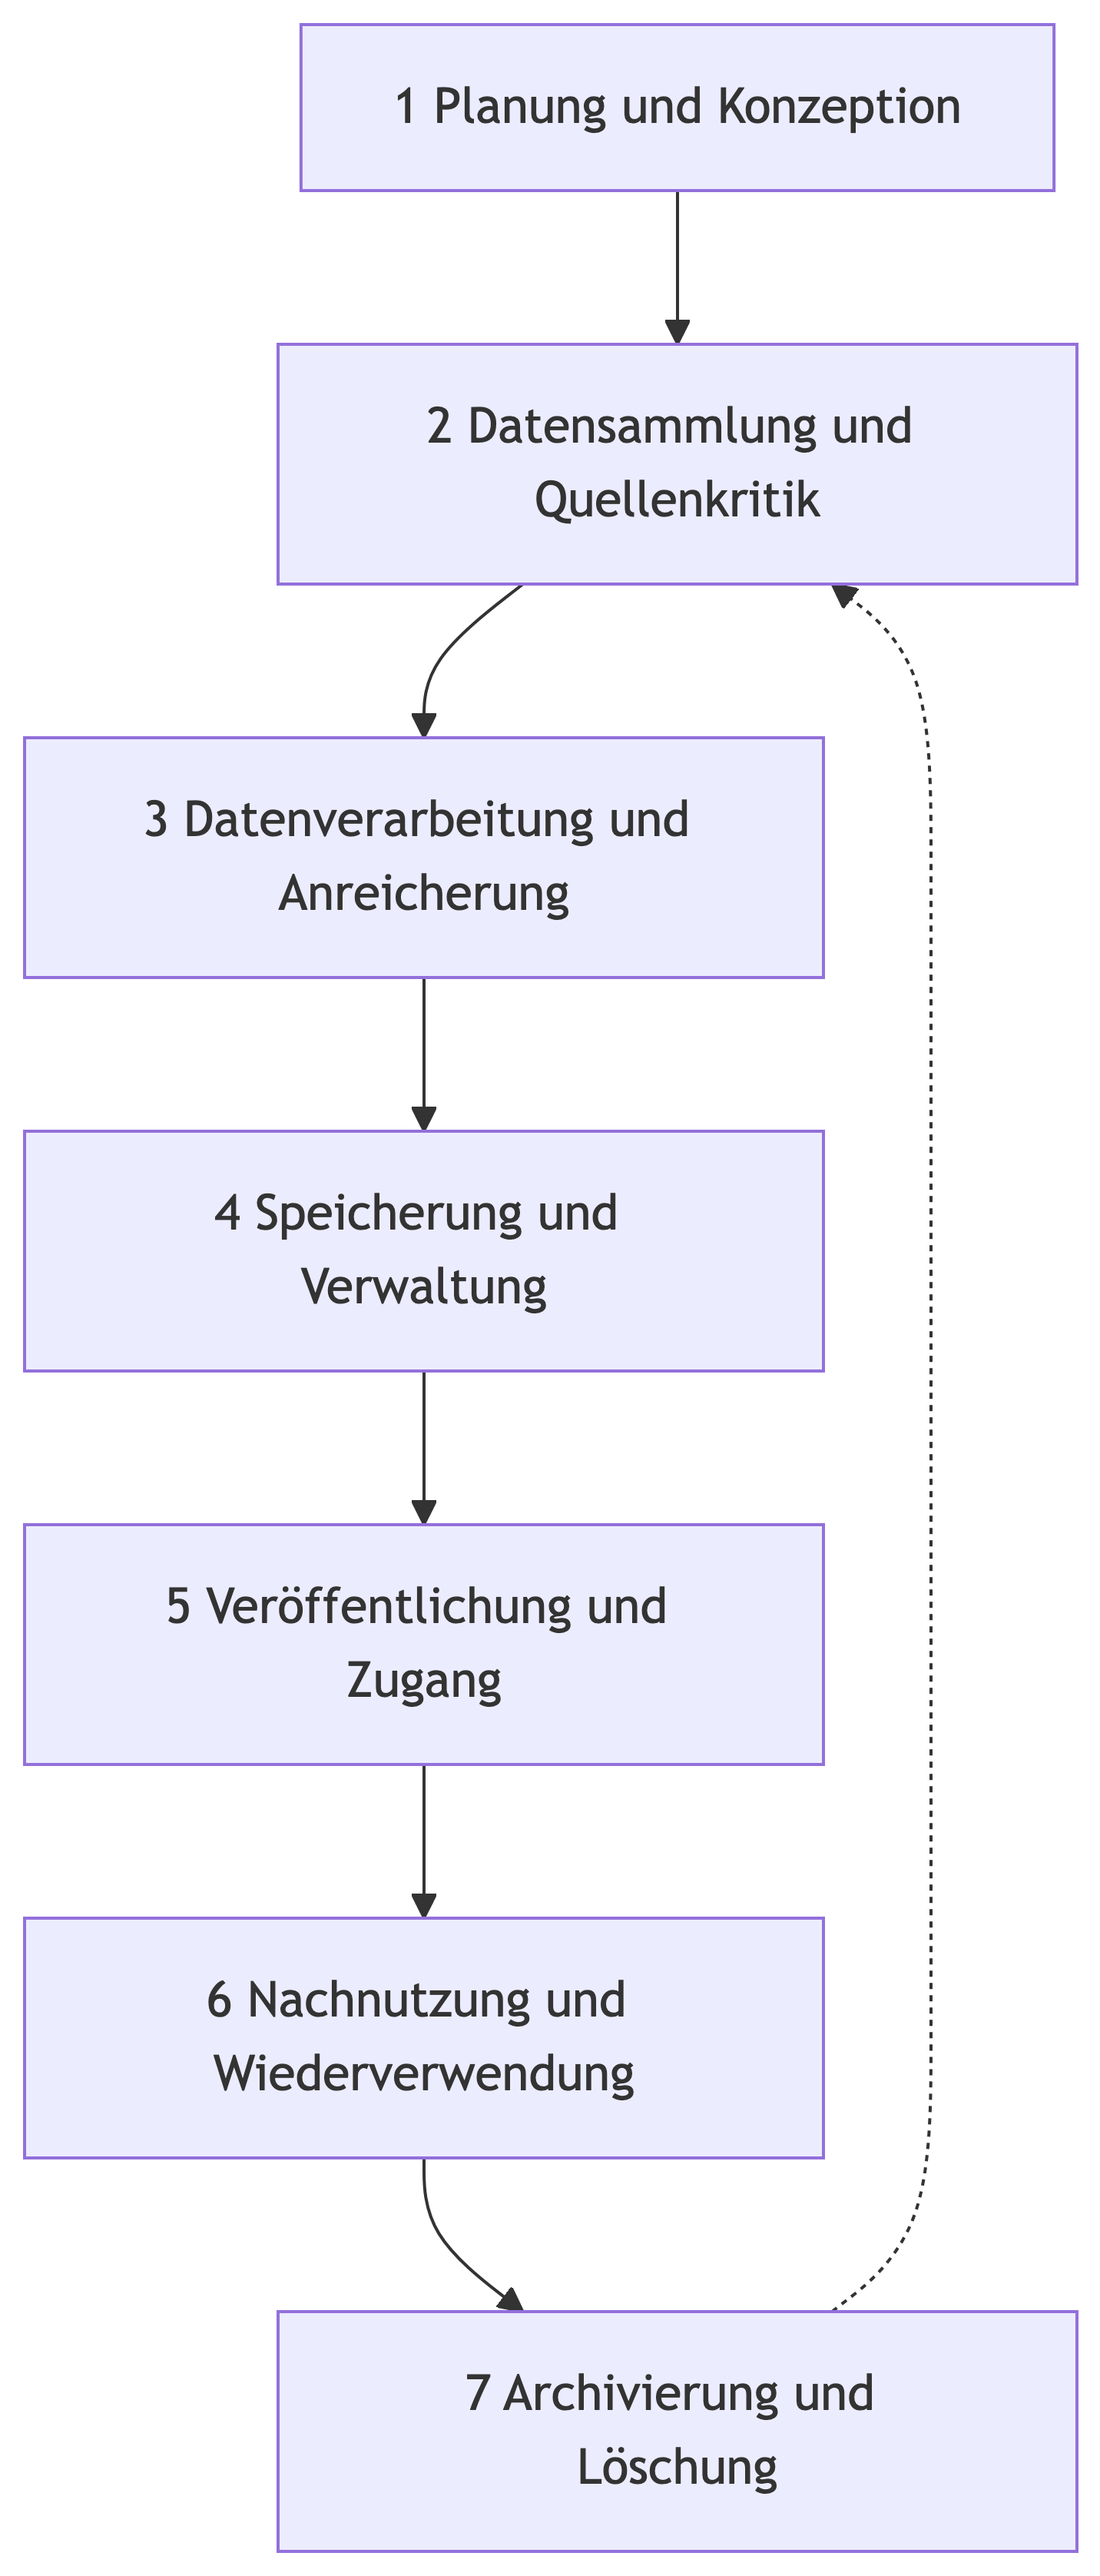 1 Planung und Konzeption
2 Datensammlung und
Quellenkritik
3 Datenverarbeitung und
Anreicherung
4 Speicherung und
Verwaltung
5 Veröffentlichung und
Zugang
6 Nachnutzung und
Wiederverwendung
7 Archivierung und
Löschung